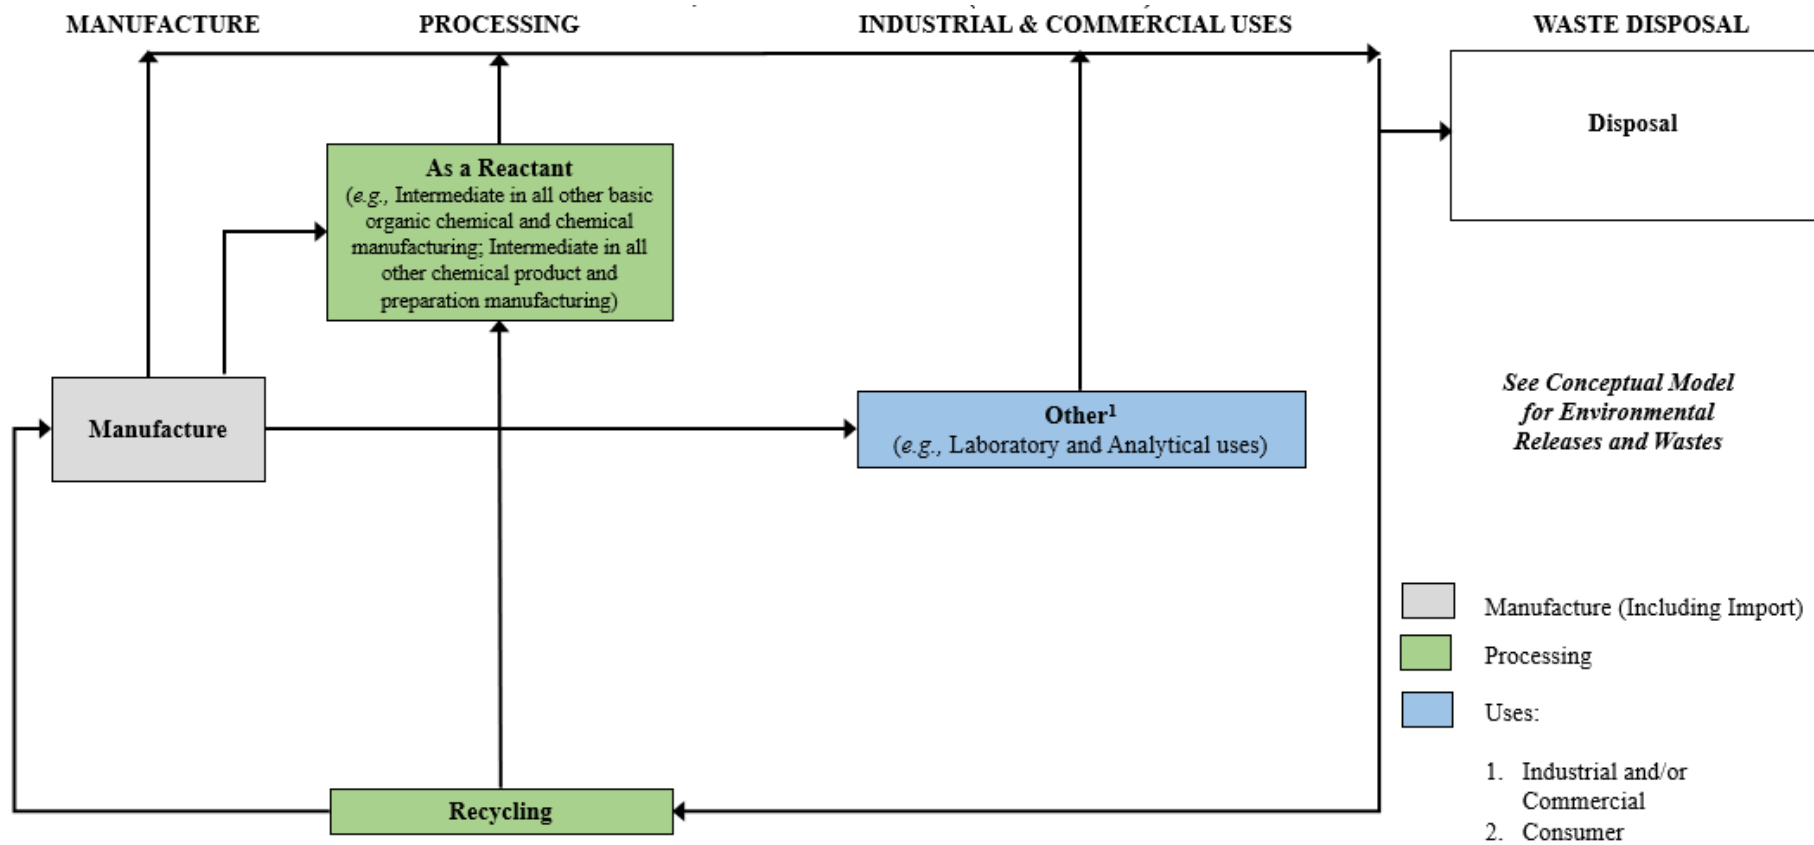 MANUFACTURE
PROCESSING
INDUSTRIAL & COMMERCIAL USES
WASTE DISPOSAL
Disposal
As a Reactant
(e.g., Intermediate in all other basic
organic chemical and chemical
manufacturing; Intermediate in all
other chemical product and
preparation manufacturing)
Manufacture
Other¹
(e.g., Laboratory and Analytical uses)
See Conceptual Model
for Environmental
Releases and Wastes
Recycling
Manufacture (Including Import)
Processing
Uses:
1. Industrial and/or
Commercial
2. Consumer